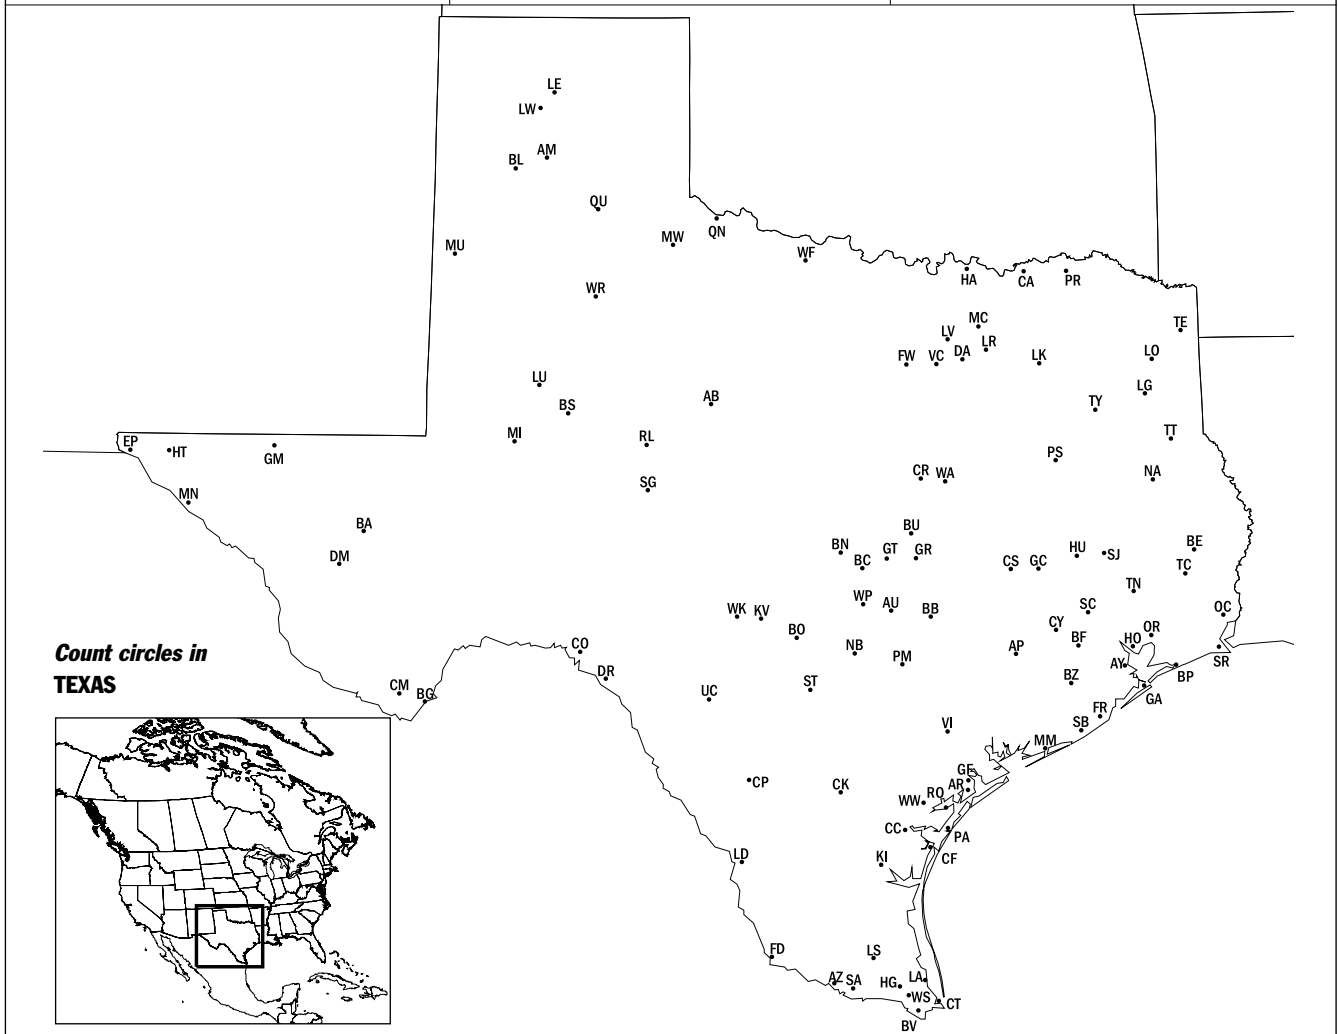 LE
LW
AM
BL
QU
MW
QN
MU
WF
WR
HA
CA
PR
MC
TE
LV
LR
FW
VC
DA
LK
LO
LU
LG
BS
AB
TY
MI
RL
TT
EP
HT
GM
PS
CR
WA
NA
SG
MN
BA
BU
BN
GT
GR
HU
SJ
BE
DM
BC
CS
GC
TC
TN
WP
AU
BB
SC
OC
WK
KV
CY
OR
BO
BF
HO
CO
NB
PM
AP
AY
SR
Count circles in
TEXAS
DR
BZ
BP
CM
BG
UC
ST
GA
FR
VI
SB
MM
GF
CP
CK
AR
RO
WW
CC
PA
LD
KI
CF
FD
LS
AZ
SA
HG
LA
WS
CT
BV